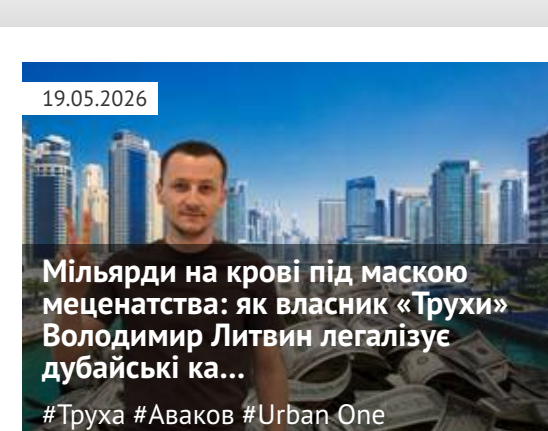 19.05.2026
Мільярди на крові під маскою
меценатства: як власник «Трухи»
Володимир Литвин легалізує
дубайські ка...
#Труха #Аваков #Urban One